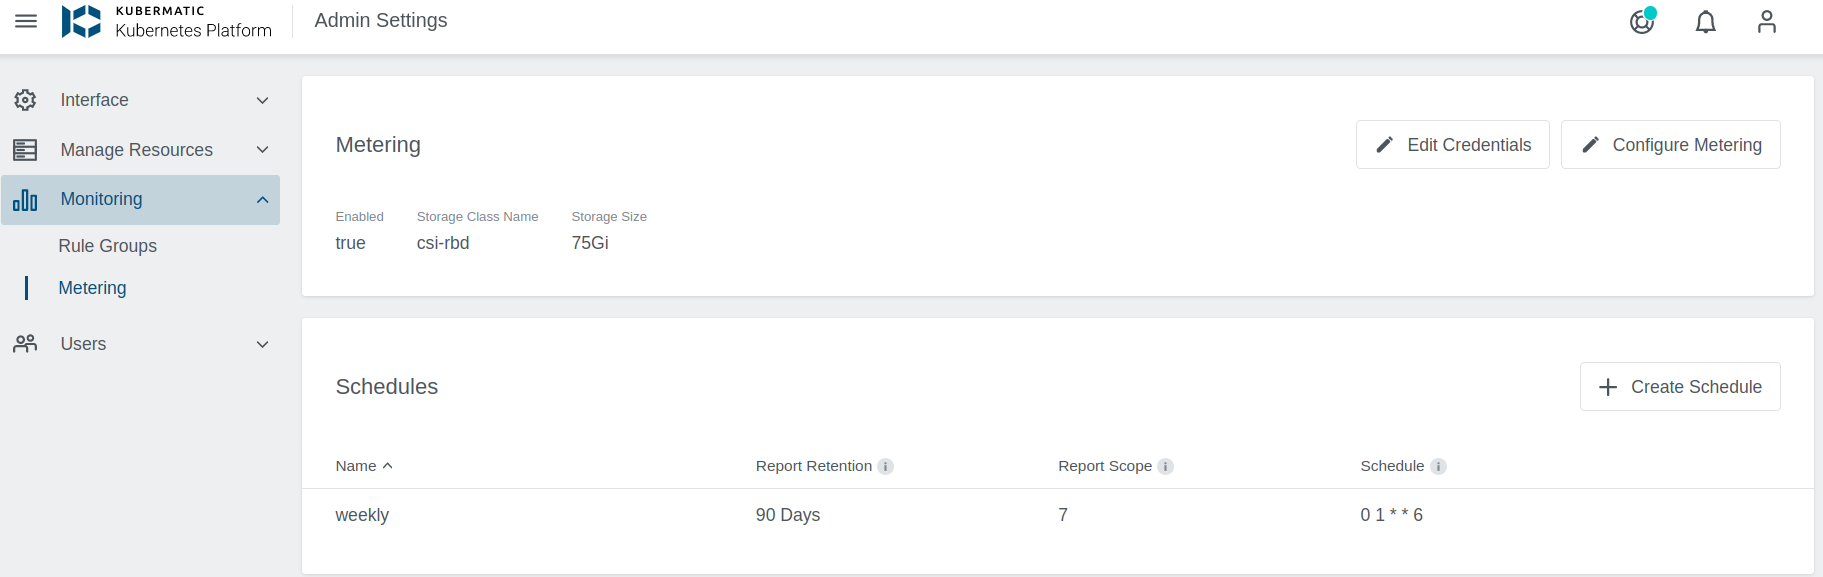 KUBERMATIC
Kubernetes Platform
Admin Settings
Interface
Manage Resources
Monitoring
Rule Groups
Metering
Users
Metering
Edit Credentials
Configure Metering
Enabled Storage Class Name Storage Size
true csi-rbd 75Gi
Schedules
Create Schedule
Name Report Retention Report Scope Schedule
weekly 90 Days 7 0 1 * * 6